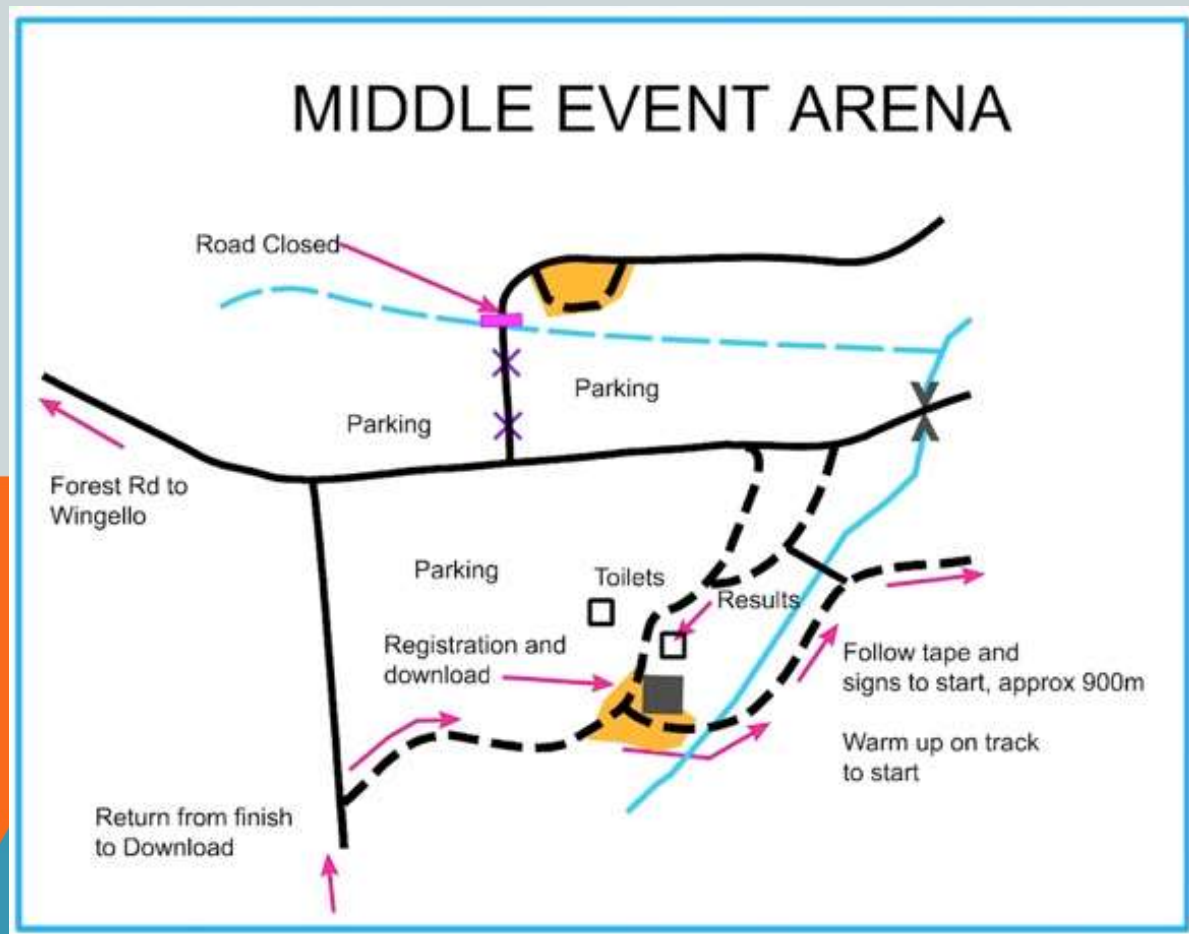 MIDDLE EVENT ARENA
Road Closed
Parking
Parking
Forest Rd to
Wingello
Parking
Toilets
Results
Registration and
download
Follow tape and
signs to start, approx 900m
Warm up on track
to start
Return from finish
to Download